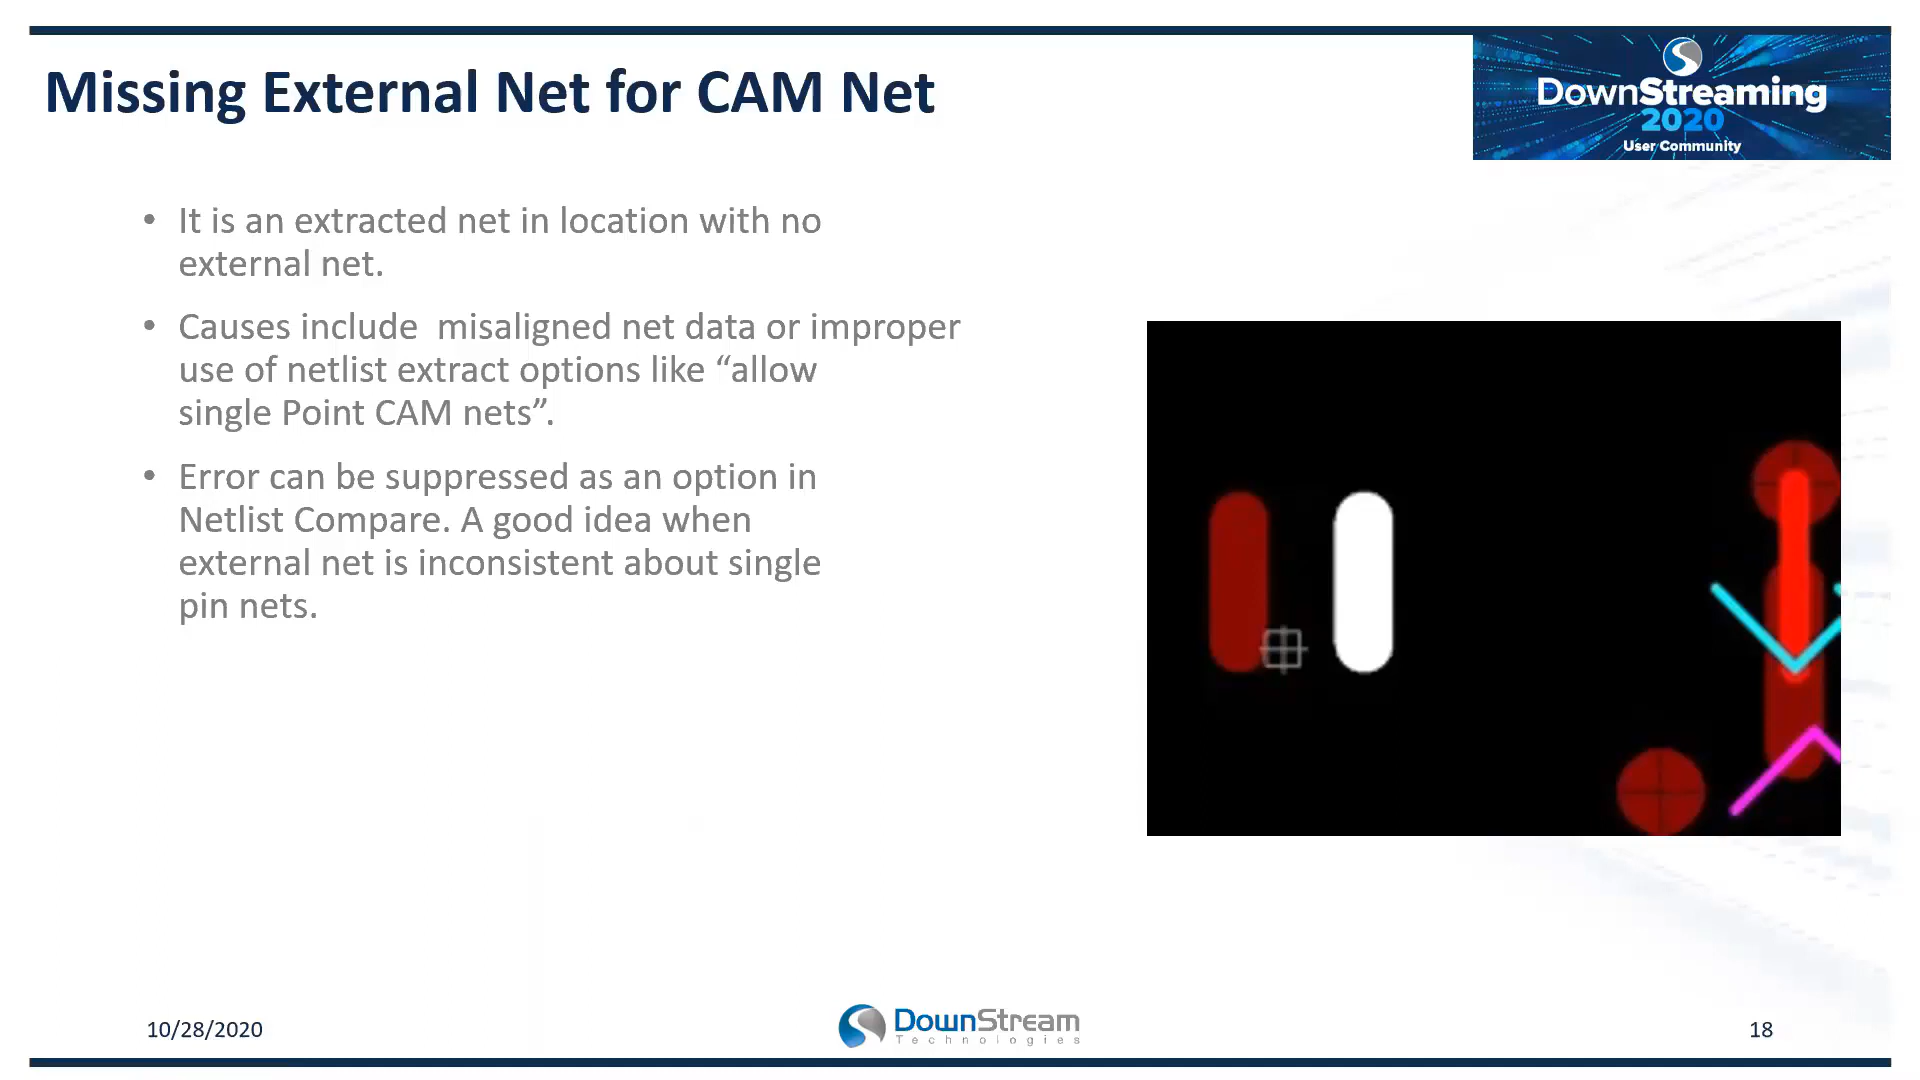 Missing External Net for CAM Net
DownStreaming
2020
User Community
• It is an extracted net in location with no
external net.
• Causes include  misaligned net data or improper
use of netlist extract options like “allow
single Point CAM nets”.
• Error can be suppressed as an option in
Netlist Compare. A good idea when
external net is inconsistent about single
pin nets.
10/28/2020
DownStream
Technologies
18